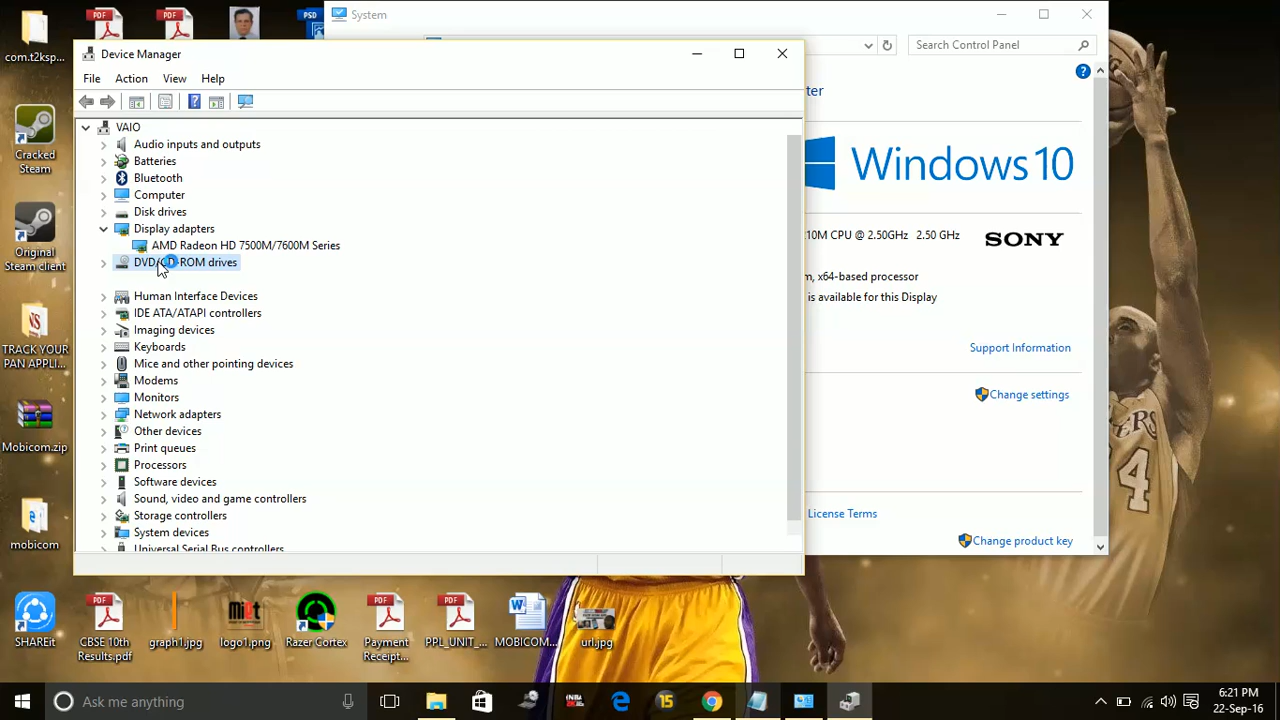 com.t2ksp...
PSD
System
Device Manager
Search Control Panel
File Action View Help
VAIO
Audio inputs and outputs
Batteries
Bluetooth
Computer
Disk drives
Display adapters
AMD Radeon HD 7500M/7600M Series
DVD/CD-ROM drives
Human Interface Devices
IDE ATA/ATAPI controllers
Imaging devices
Keyboards
Mice and other pointing devices
Modems
Monitors
Network adapters
Other devices
Print queues
Processors
Software devices
Sound, video and game controllers
Storage controllers
System devices
Universal Serial Bus controllers
ter
Windows 10
10M CPU @ 2.50GHz 2.50 GHz
SONY
m, x64-based processor
is available for this Display
Support Information
Change settings
License Terms
Change product key
Cracked
Steam
Original
Steam client
TRACK YOUR
PAN APPLI...
Mobicom.zip
mobicom
SHAREit
PDF
CBSE 10th
Results.pdf
graph1.jpg
logo1.png
Razer Cortex
PDF
Payment
Receipt...
PDF
PPL_UNIT_...
MOBICOM...
url.jpg
24
Ask me anything
15
6:21 PM
22-Sep-16